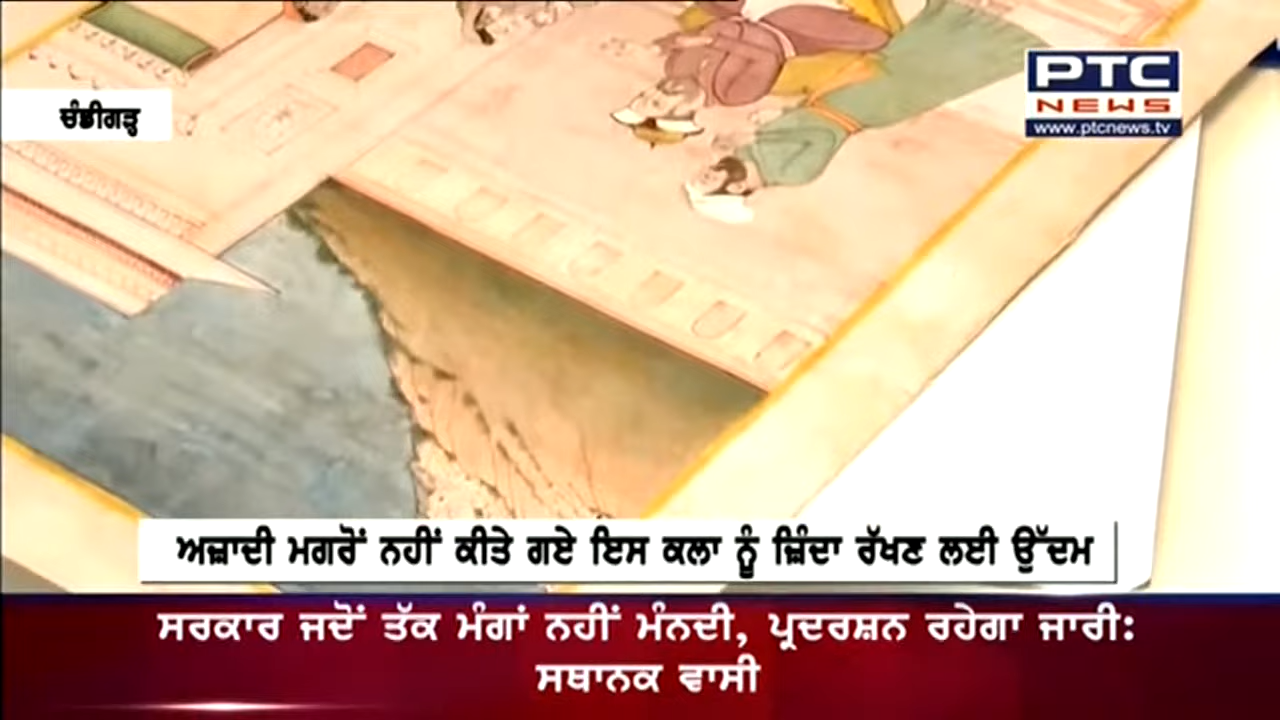 PTC
NEWS
www.ptcnews.tv
ਚੰਡੀਗੜ੍ਹ
ਅਜ਼ਾਦੀ ਮਗਰੋਂ ਨਹੀਂ ਕੀਤੇ ਗਏ ਇਸ ਕਲਾ ਨੂੰ ਜ਼ਿੰਦਾ ਰੱਖਣ ਲਈ ਉੱਦਮ
ਸਰਕਾਰ ਜਦੋਂ ਤੱਕ ਮੰਗਾਂ ਨਹੀਂ ਮੰਨਦੀ, ਪ੍ਰਦਰਸ਼ਨ ਰਹੇਗਾ ਜਾਰੀ:
ਸਥਾਨਕ ਵਾਸੀ